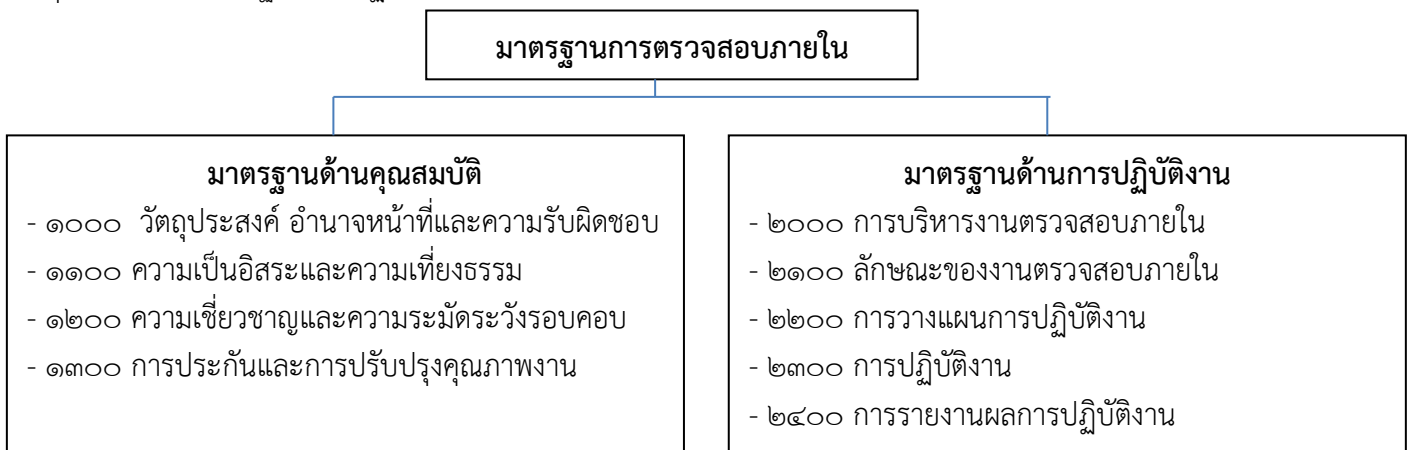 มาตรฐานการตรวจสอบภายใน
มาตรฐานด้านคุณสมบัติ
- ๑๐๐๐ วัตถุประสงค์ อำนาจหน้าที่และความรับผิดชอบ
- ๑๑๐๐ ความเป็นอิสระและความเที่ยงธรรม
- ๑๒๐๐ ความเชี่ยวชาญและความระมัดระวังรอบคอบ
- ๑๓๐๐ การประกันและการปรับปรุงคุณภาพงาน
มาตรฐานด้านการปฏิบัติงาน
- ๒๐๐๐ การบริหารงานตรวจสอบภายใน
- ๒๑๐๐ ลักษณะของงานตรวจสอบภายใน
- ๒๒๐๐ การวางแผนการปฏิบัติงาน
- ๒๓๐๐ การปฏิบัติงาน
- ๒๔๐๐ การรายงานผลการปฏิบัติงาน